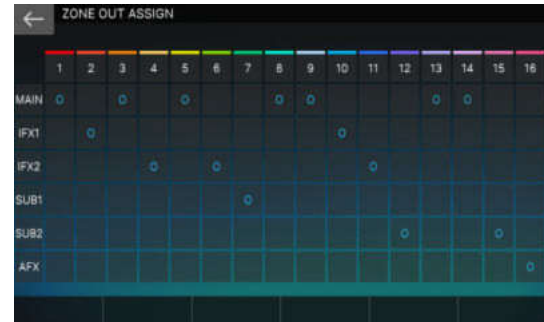 ZONE OUT ASSIGN
1 2 3 4 5 6 7 8 9 10 11 12 13 14 15 16
MAIN O O O O O O O
IFX1 O O
IFX2 O O O
SUB1 O
SUB2 O O
AFX O